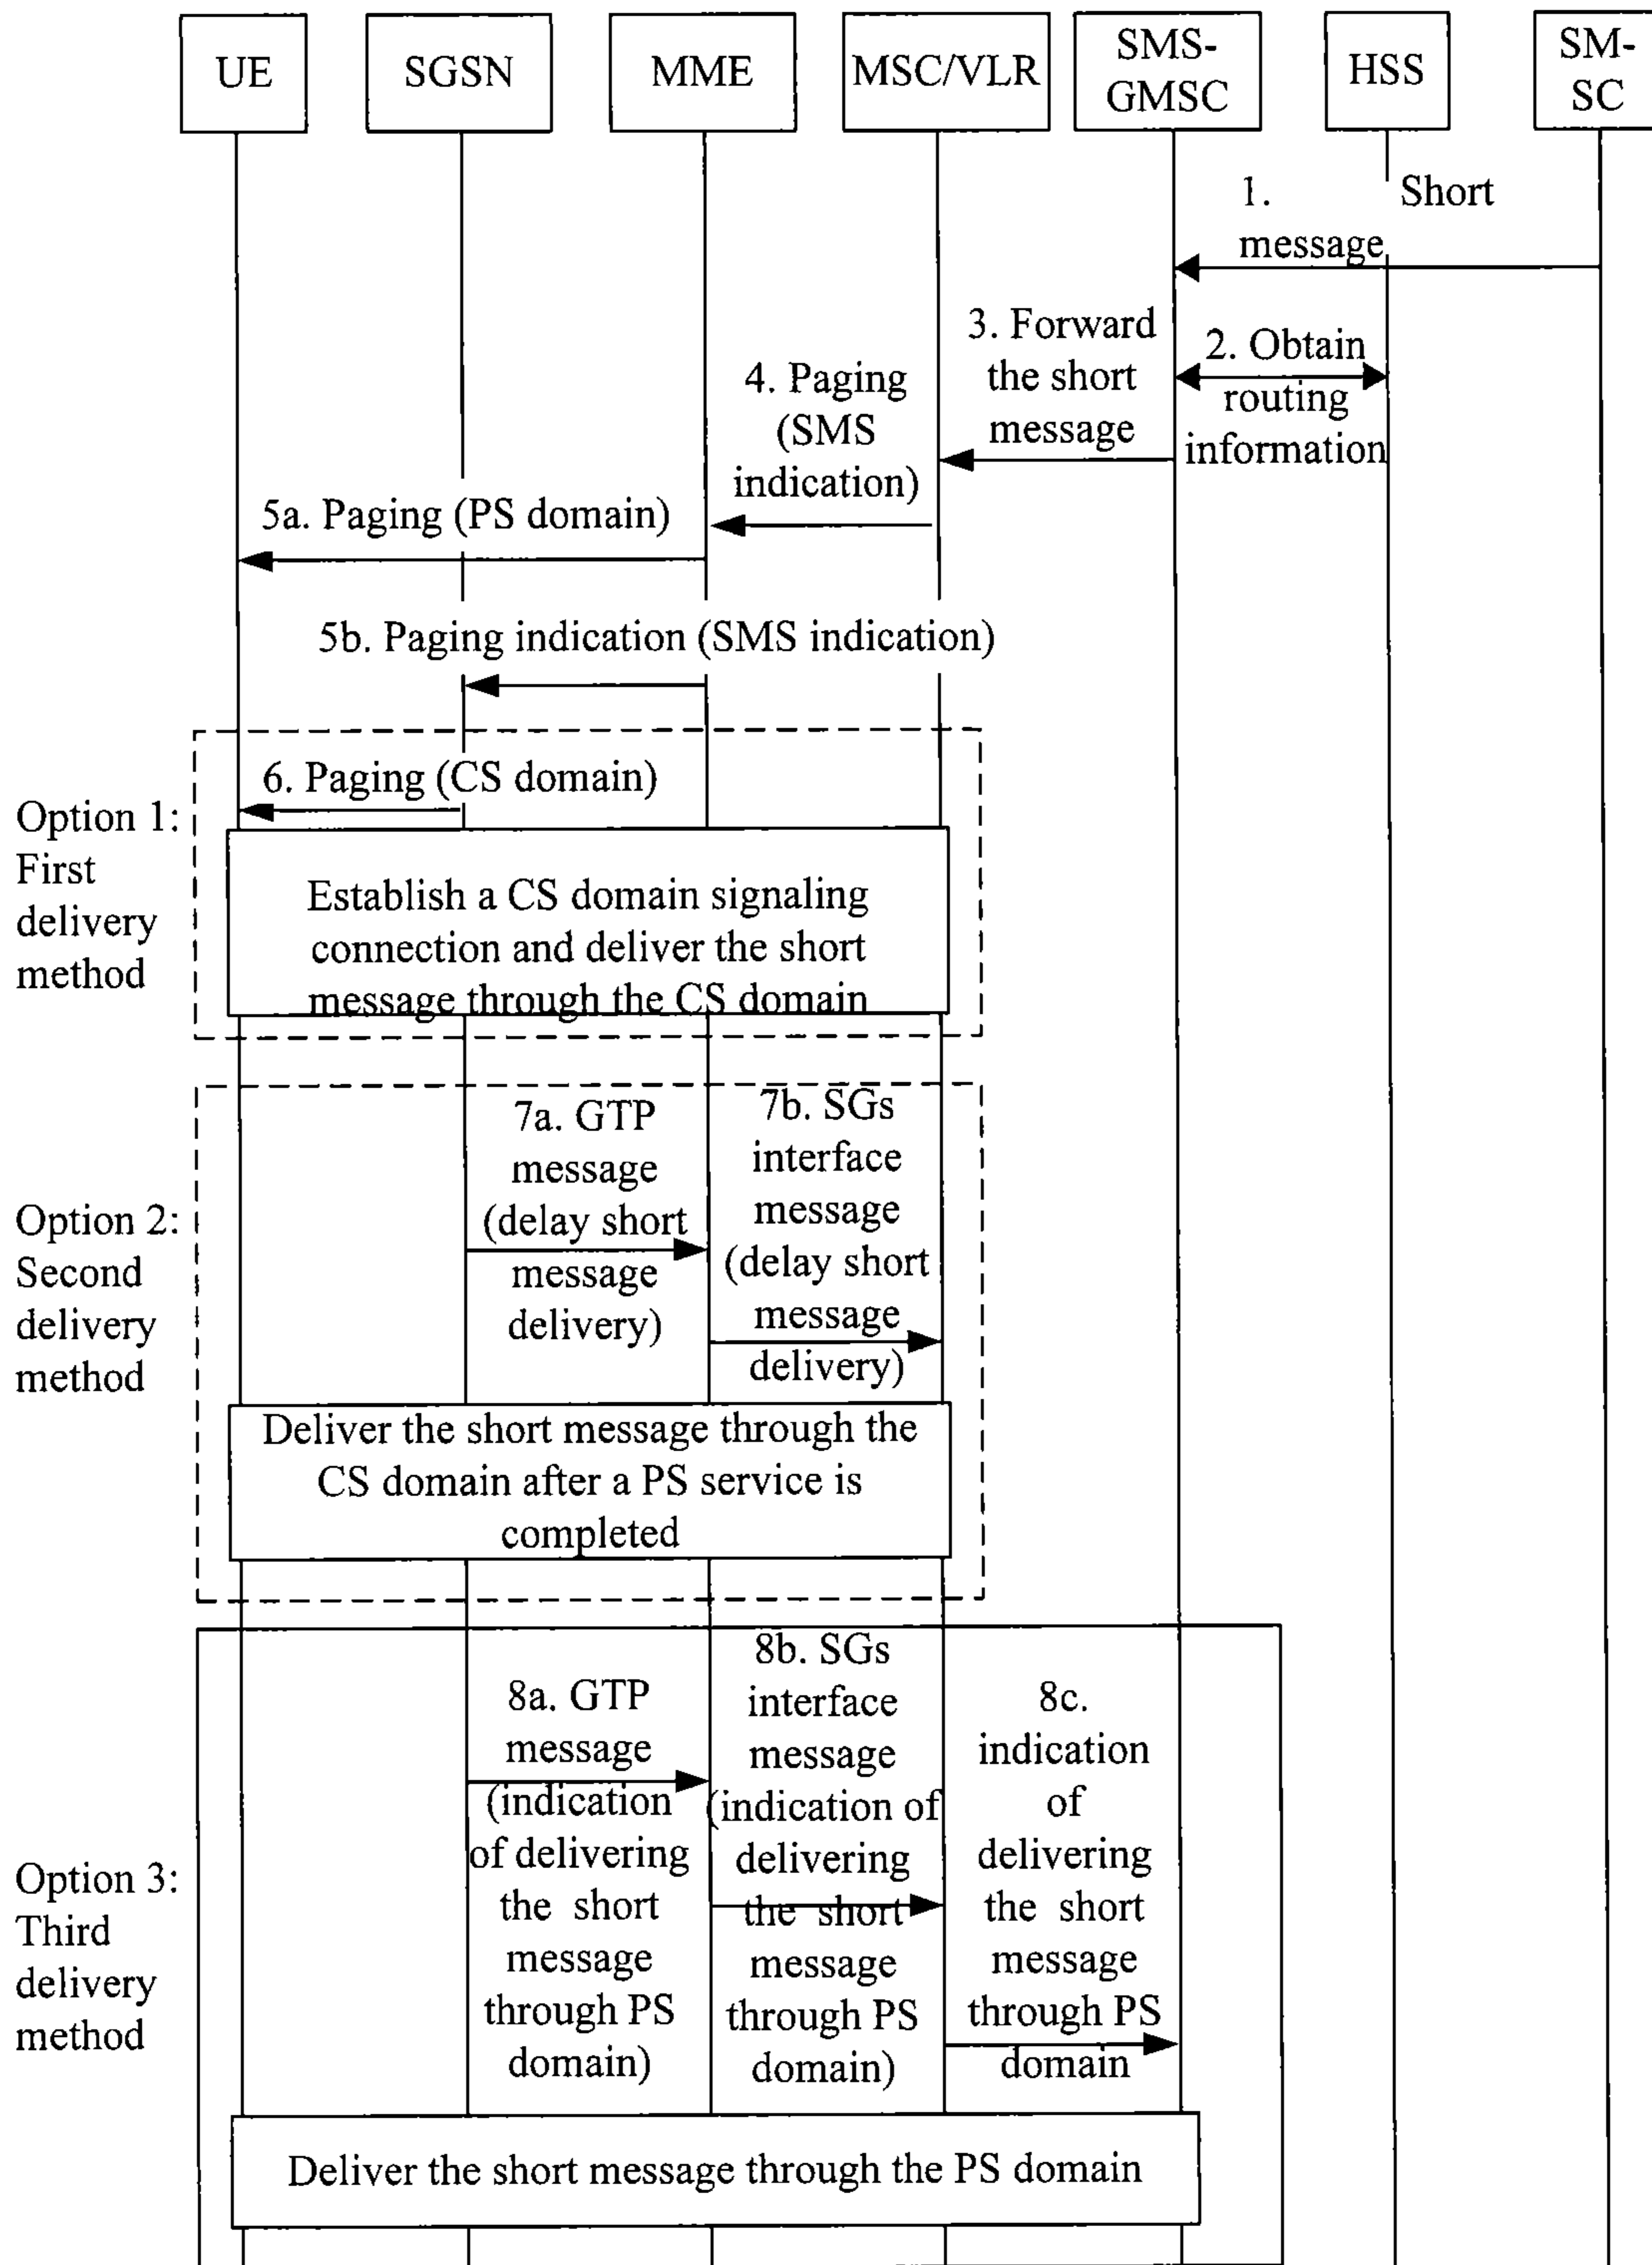 UE
SGSN
MME
MSC/VLR
SMS-
GMSC
HSS
SM-
SC
1. Short
message
3. Forward
the short
message
2. Obtain
routing
information
4. Paging
(SMS
indication)
5a. Paging (PS domain)
5b. Paging indication (SMS indication)
Option 1:
First
delivery
method
6. Paging (CS domain)
Establish a CS domain signaling
connection and deliver the short
message through the CS domain
Option 2:
Second
delivery
method
7a. GTP
message
(delay short
message
delivery)
7b. SGs
interface
message
(delay short
message
delivery)
Deliver the short message through the
CS domain after a PS service is
completed
Option 3:
Third
delivery
method
8a. GTP
message
(indication
of delivering
the short
message
through PS
domain)
8b. SGs
interface
message
(indication of
delivering
the short
message
through PS
domain)
8c.
indication
of
delivering
the short
message
through PS
domain
Deliver the short message through the PS domain